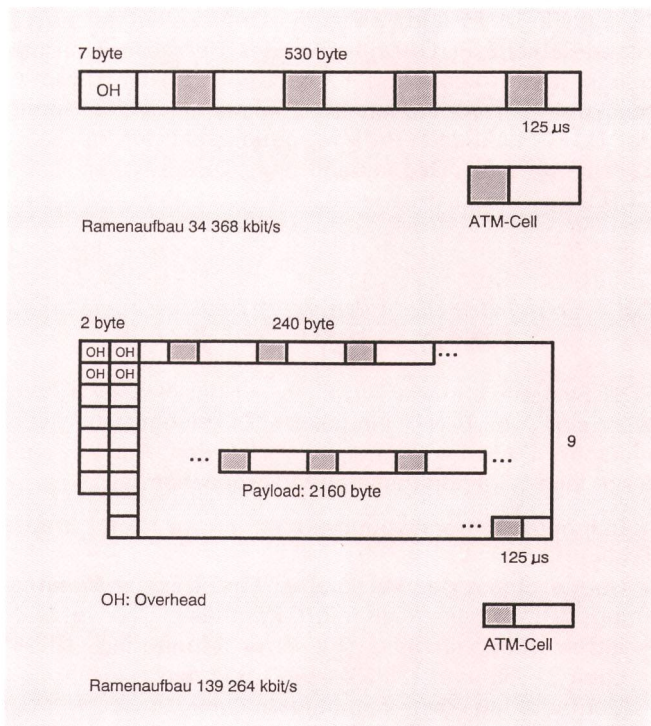 7 byte 530 byte
OH
125 µs
ATM-Cell
Ramenaufbau 34 368 kbit/s
2 byte 240 byte
OH OH ...
OH OH
9
... ...
Payload: 2160 byte
...
125 µs
OH: Overhead
ATM-Cell
Ramenaufbau 139 264 kbit/s